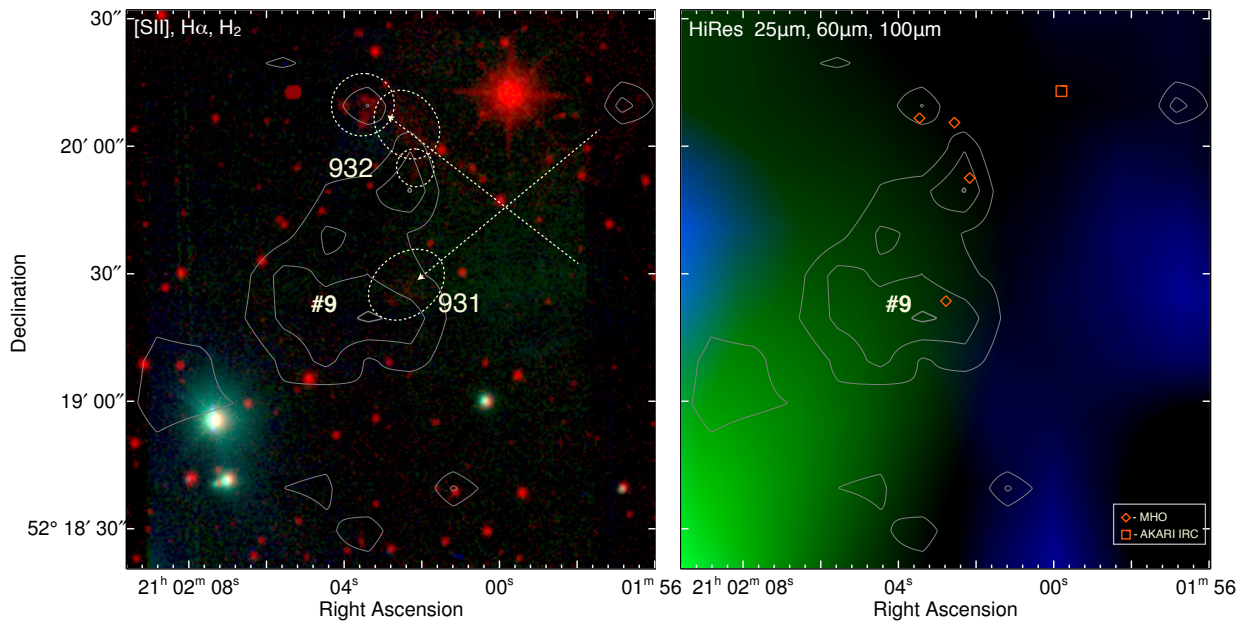 [SII], Hα, H₂
HiRes 25μm, 60μm, 100μm
30″
20′ 00″
30″
19′ 00″
52° 18′ 30″
Declination
932
931
#9
#9
◇ - MHO
□ - AKARI IRC
21ʰ 02ᵐ 08ˢ
04ˢ
00ˢ
01ᵐ 56
21ʰ 02ᵐ 08ˢ
04ˢ
00ˢ
01ᵐ 56
Right Ascension
Right Ascension